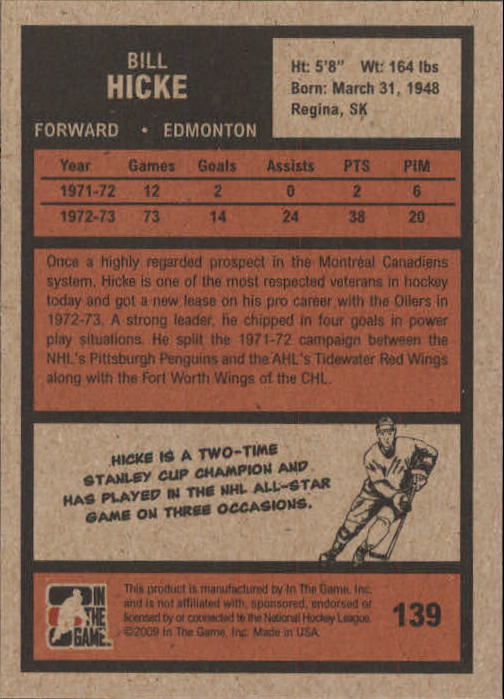 BILL
HICKE
FORWARD • EDMONTON
Ht: 5'8" Wt: 164 lbs
Born: March 31, 1948
Regina, SK
Year Games Goals Assists PTS PIM
1971-72 12 2 0 2 6
1972-73 73 14 24 38 20
Once a highly regarded prospect in the Montréal Canadiens
system, Hicke is one of the most respected veterans in hockey
today and got a new lease on his pro career with the Oilers in
1972-73. A strong leader, he chipped in four goals in power
play situations. He split the 1971-72 campaign between the
NHL's Pittsburgh Penguins and the AHL's Tidewater Red Wings
along with the Fort Worth Wings of the CHL.
HICKE IS A TWO-TIME
STANLEY CUP CHAMPION AND
HAS PLAYED IN THE NHL ALL-STAR
GAME ON THREE OCCASIONS.
IN
THE
GAME
This product is manufactured by In The Game, Inc.
and is not affiliated with, sponsored, endorsed or
licensed by or connected to the National Hockey League.
©2009 In The Game, Inc. Made in USA.
139